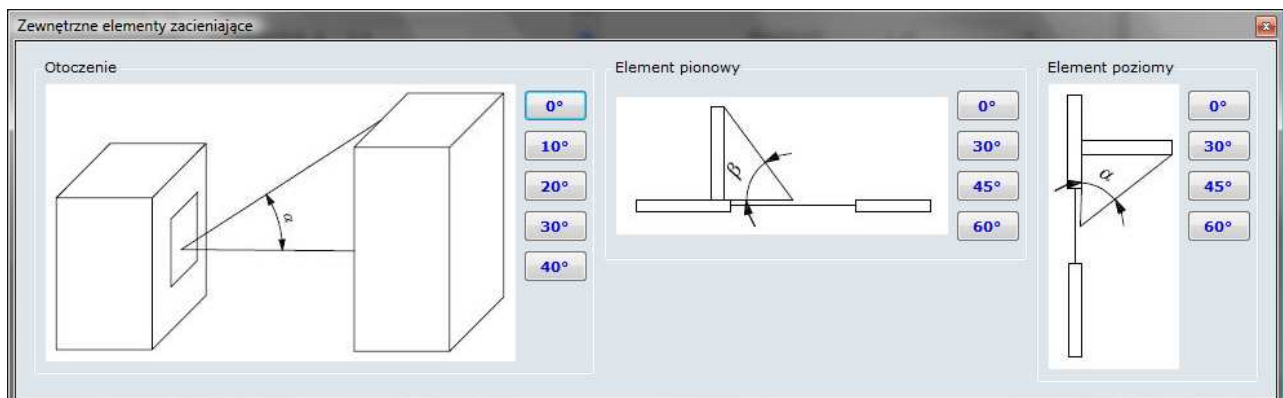 Zewnętrzne elementy zacieniające
Otoczenie
0°
10°
20°
30°
40°
α
Element pionowy
0°
30°
45°
60°
β
Element poziomy
0°
30°
45°
60°
α